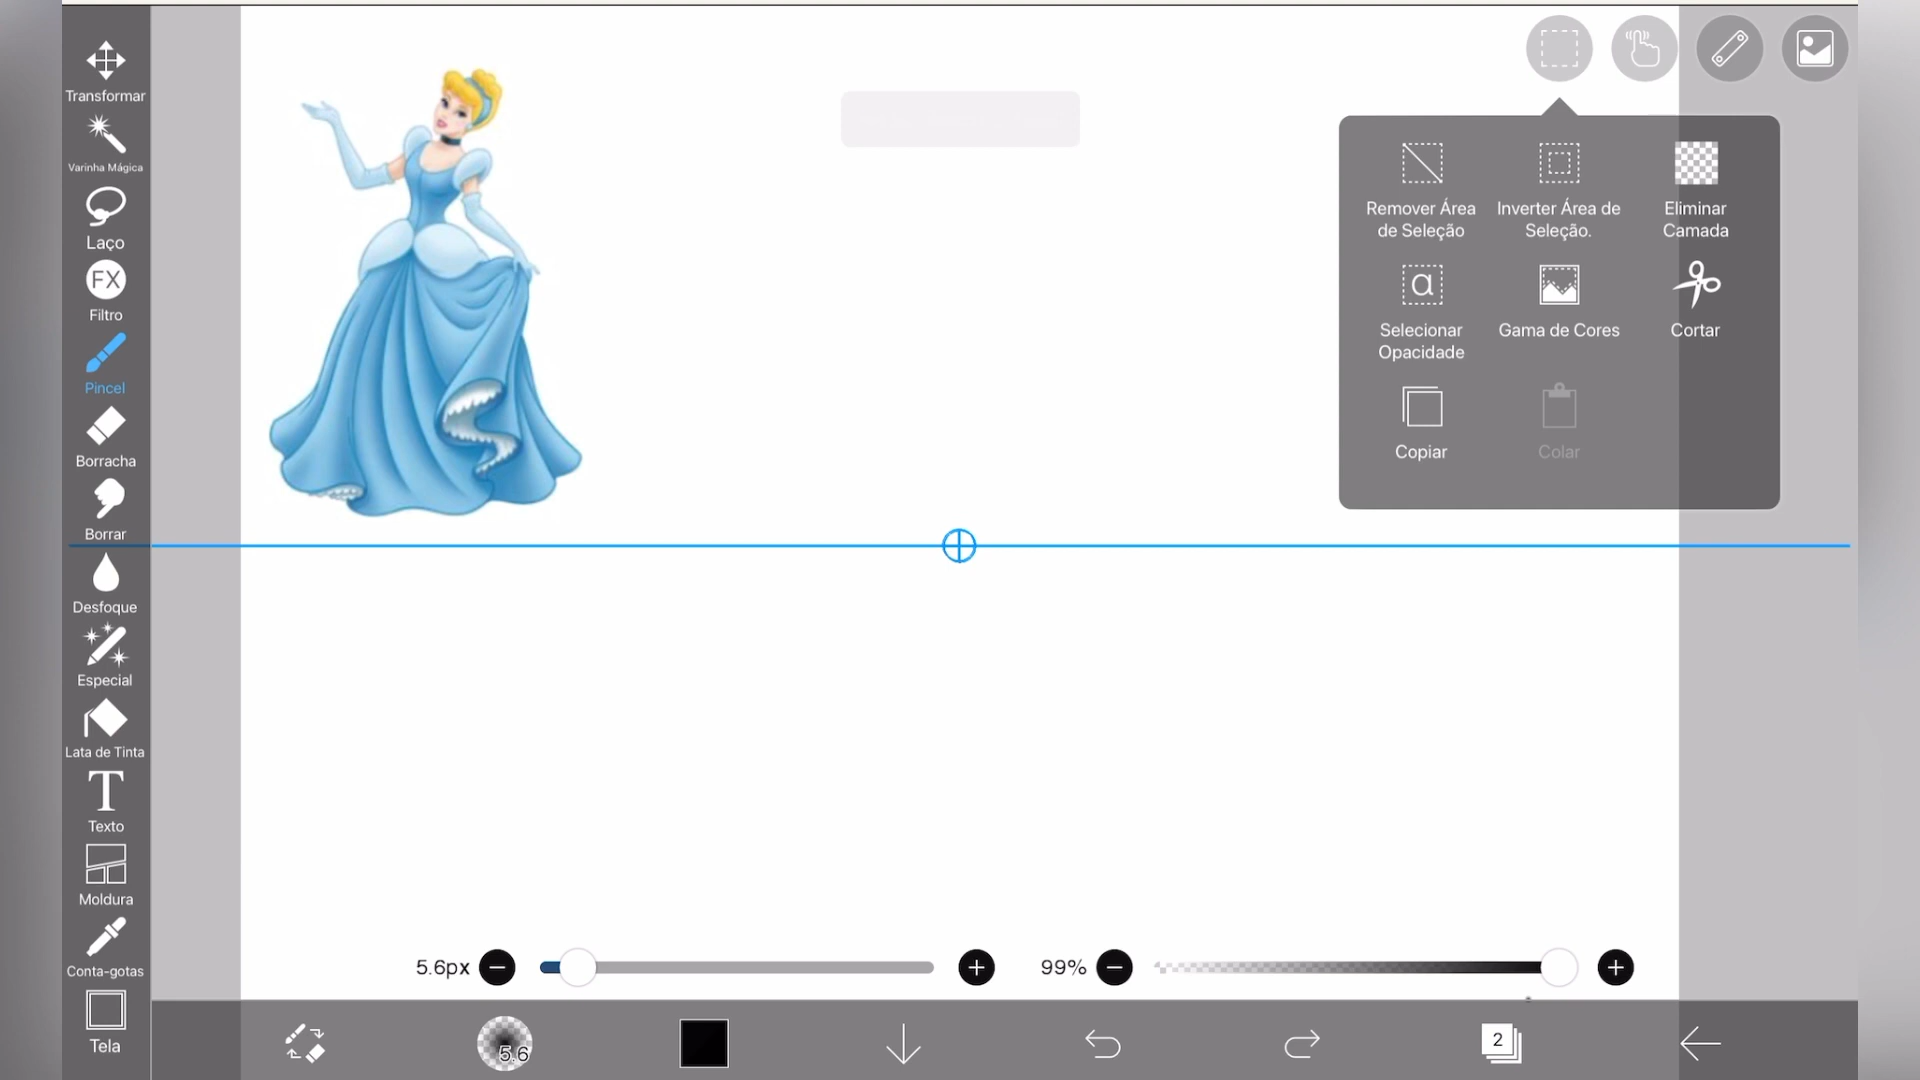 Transformar
Varinha Mágica
Laço
FX
Filtro
Pincel
Borracha
Borrar
Desfoque
Especial
Lata de Tinta
T
Texto
Moldura
Conta-gotas
Tela
Remover Área
de Seleção
Inverter Área de
Seleção.
Eliminar
Camada
α
Selecionar
Opacidade
Gama de Cores
Cortar
Copiar
Colar
5.6px
99%
5.6
2